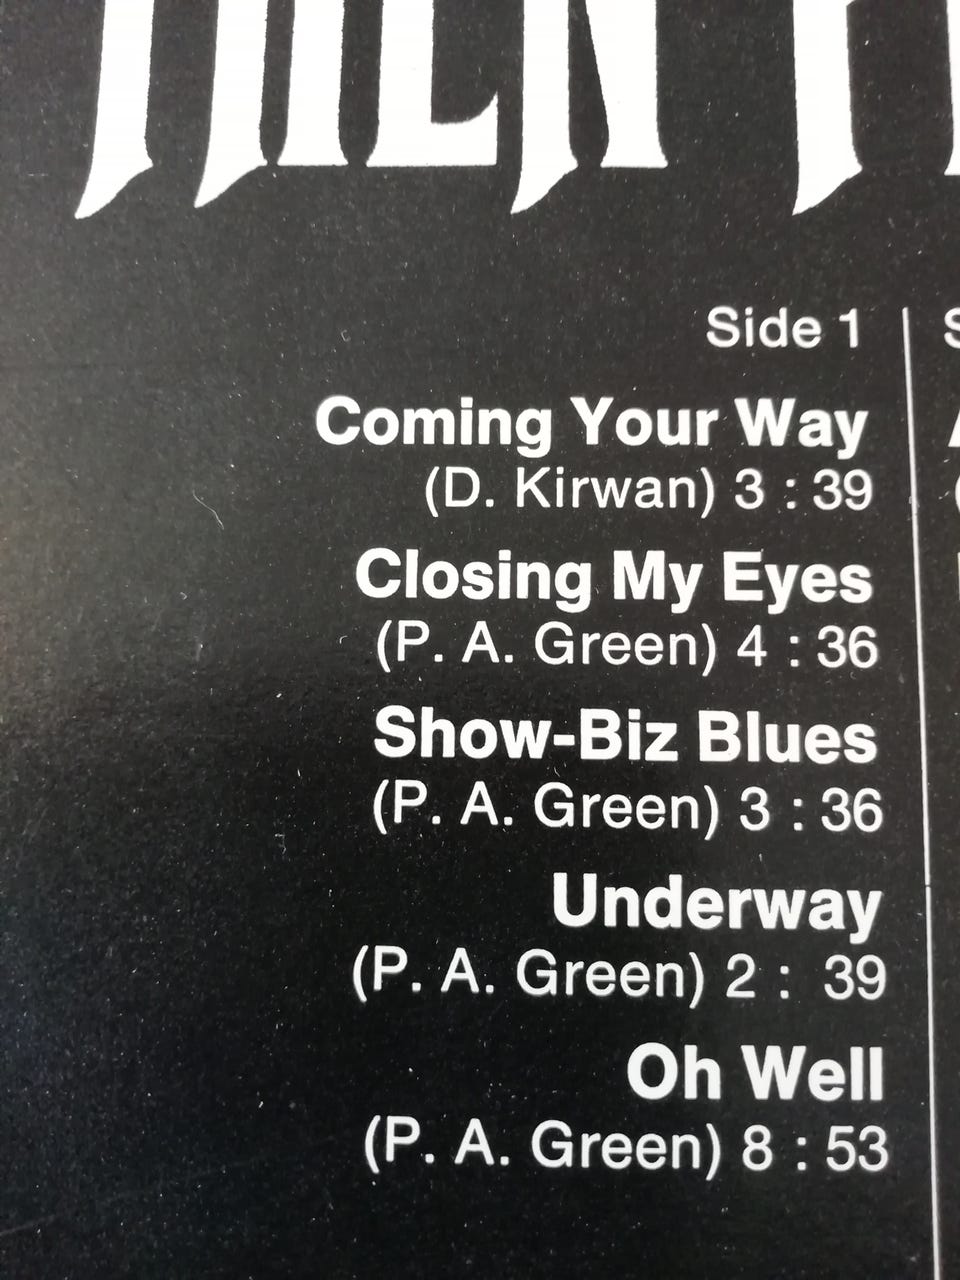 THEN
Side 1
Coming Your Way
(D. Kirwan) 3 : 39
Closing My Eyes
(P. A. Green) 4 : 36
Show-Biz Blues
(P. A. Green) 3 : 36
Underway
(P. A. Green) 2 : 39
Oh Well
(P. A. Green) 8 : 53